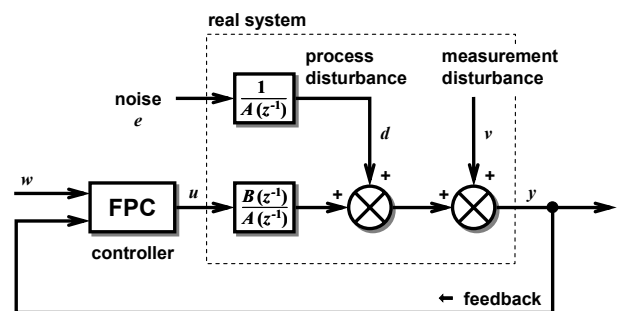 real system
process
disturbance
measurement
disturbance
noise
e
1
A(z⁻¹)
d
v
w
FPC
u
B(z⁻¹)
A(z⁻¹)
+
+
+
+
y
controller
← feedback